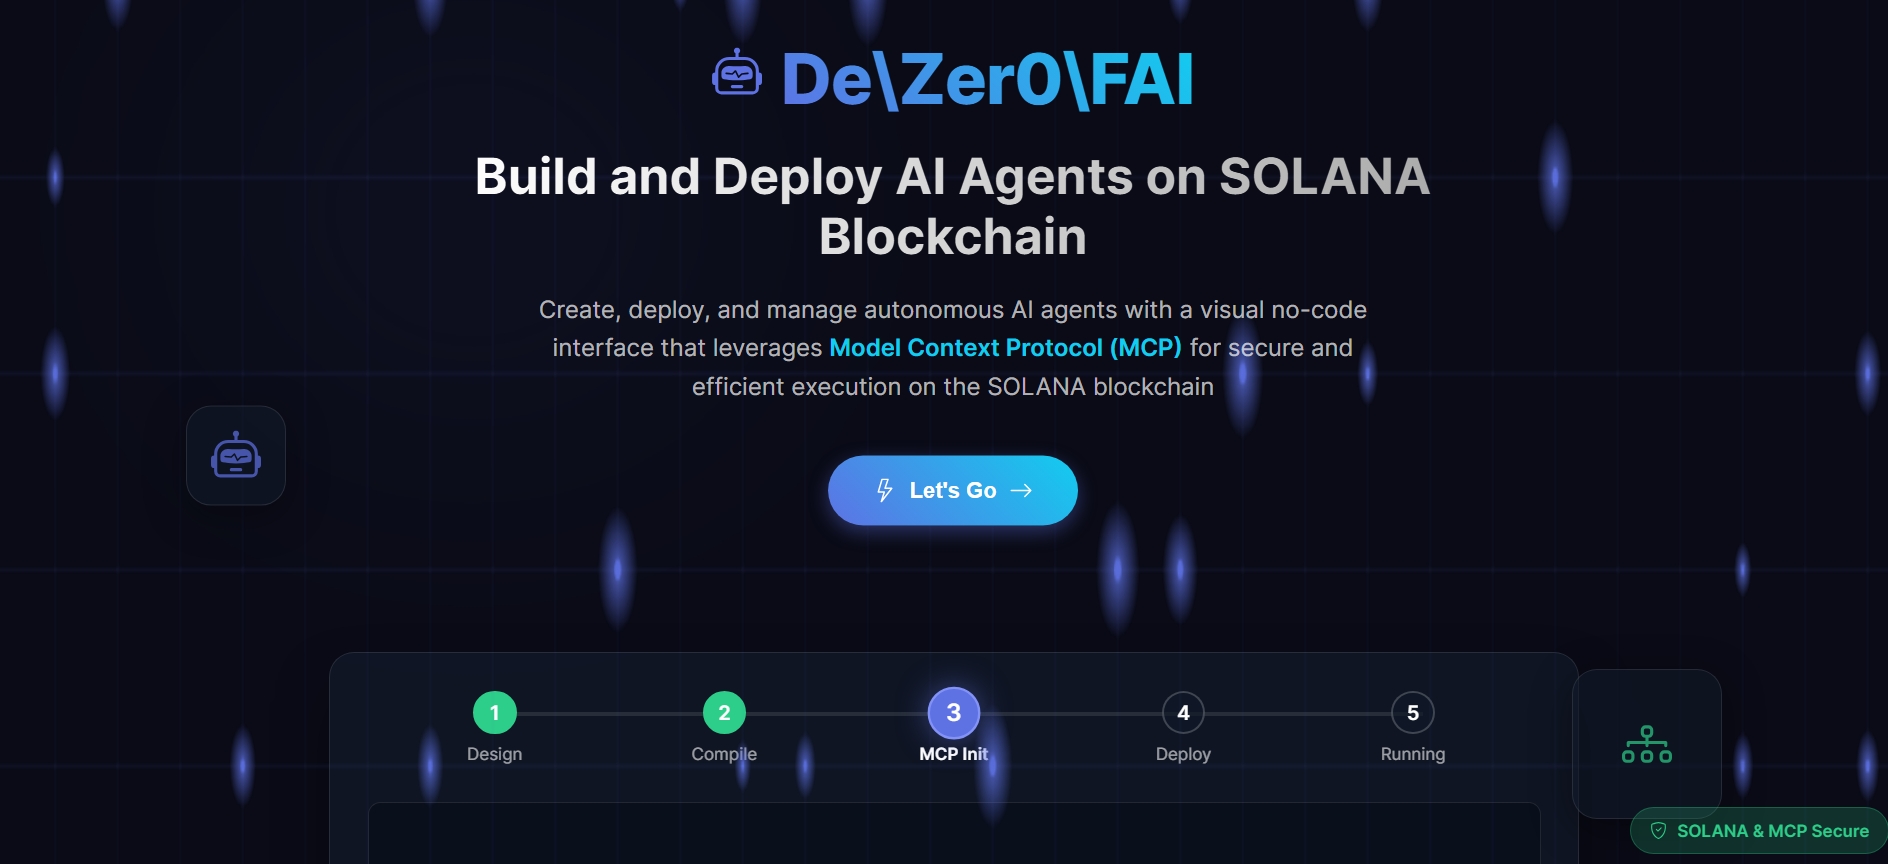 De\Zer0\FAI
Build and Deploy AI Agents on SOLANA
Blockchain
Create, deploy, and manage autonomous AI agents with a visual no-code
interface that leverages Model Context Protocol (MCP) for secure and
efficient execution on the SOLANA blockchain
Let's Go
1 2 3 4 5
Design Compile MCP Init Deploy Running
SOLANA & MCP Secure